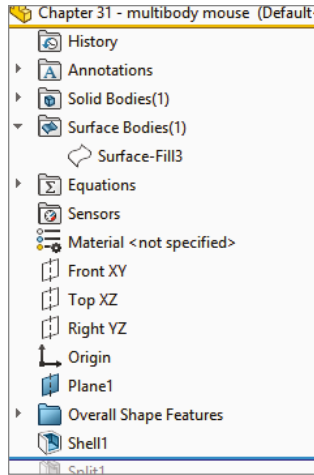 Chapter 31 - multibody mouse (Default<
History
Annotations
Solid Bodies(1)
Surface Bodies(1)
Surface-Fill3
Equations
Sensors
Material <not specified>
Front XY
Top XZ
Right YZ
Origin
Plane1
Overall Shape Features
Shell1
Split1